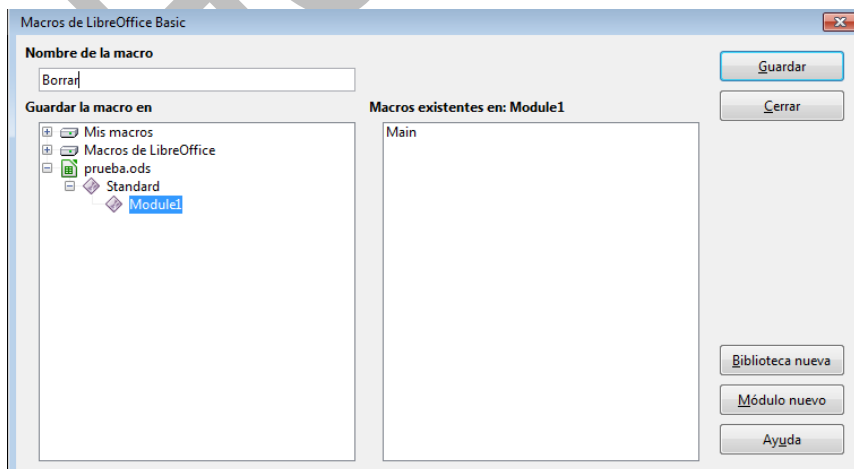 Macros de LibreOffice Basic
Nombre de la macro
Borrar
Guardar
Cerrar
Guardar la macro en
Macros existentes en: Module1
Mis macros
Macros de LibreOffice
prueba.ods
Standard
Module1
Main
Biblioteca nueva
Módulo nuevo
Ayuda